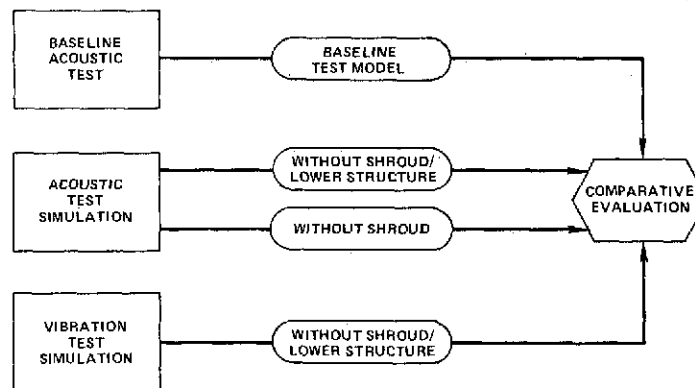 BASELINE
ACOUSTIC
TEST
BASELINE
TEST MODEL
ACOUSTIC
TEST
SIMULATION
WITHOUT SHROUD/
LOWER STRUCTURE
WITHOUT SHROUD
COMPARATIVE
EVALUATION
VIBRATION
TEST
SIMULATION
WITHOUT SHROUD/
LOWER STRUCTURE